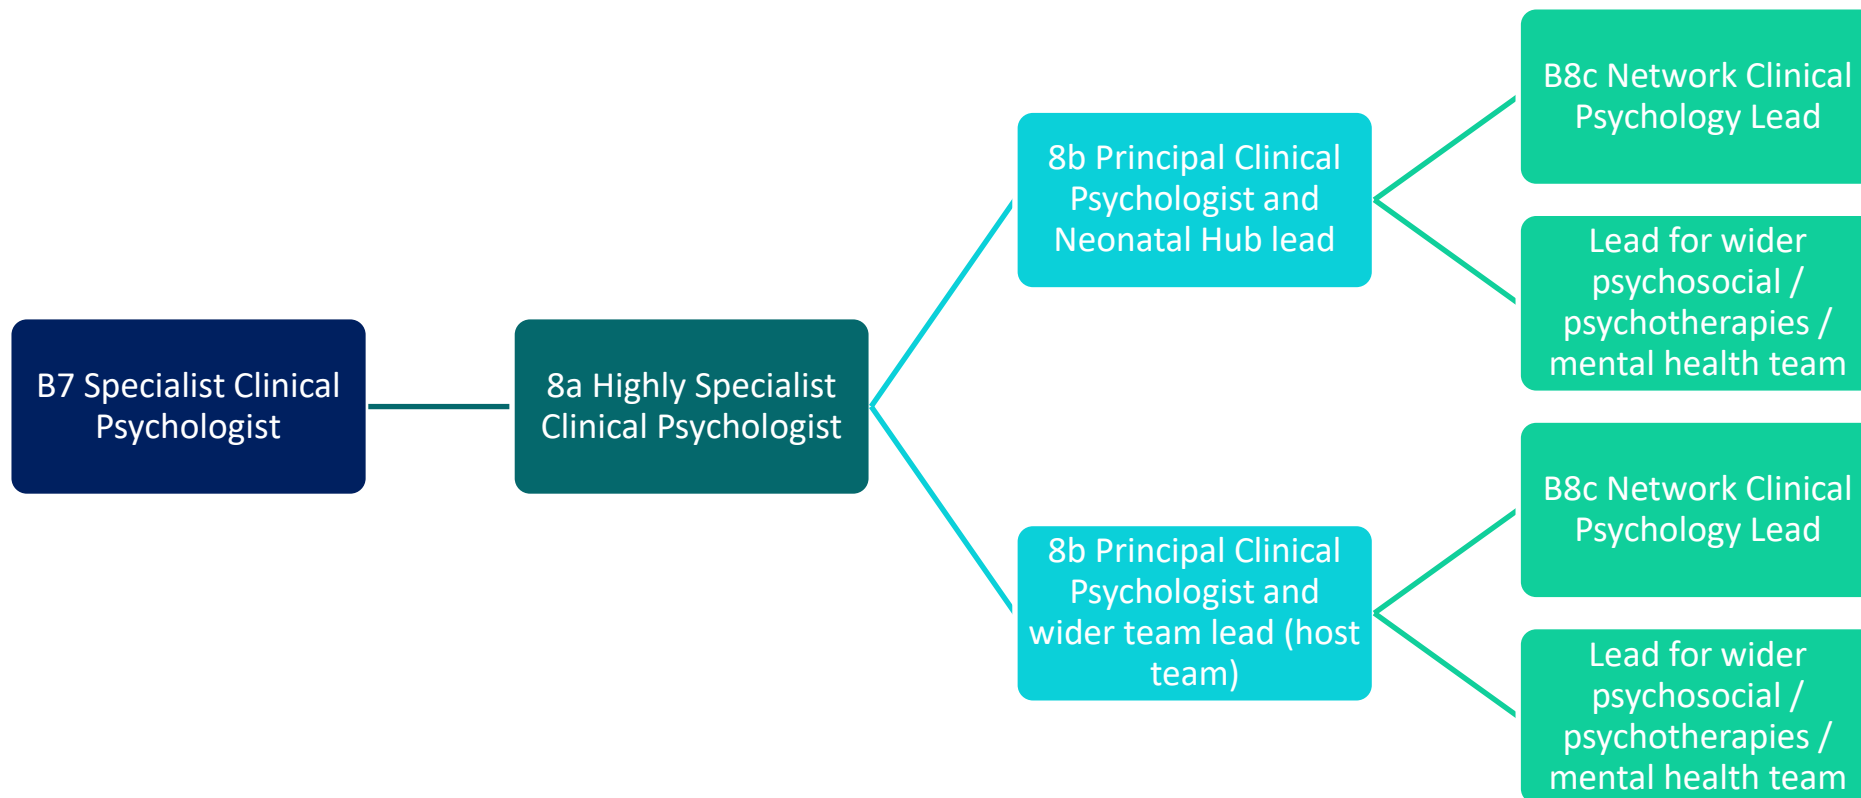 B7 Specialist Clinical
Psychologist
8a Highly Specialist
Clinical Psychologist
8b Principal Clinical
Psychologist and
Neonatal Hub lead
8b Principal Clinical
Psychologist and
wider team lead (host
team)
B8c Network Clinical
Psychology Lead
Lead for wider
psychosocial /
psychotherapies /
mental health team
B8c Network Clinical
Psychology Lead
Lead for wider
psychosocial /
psychotherapies /
mental health team